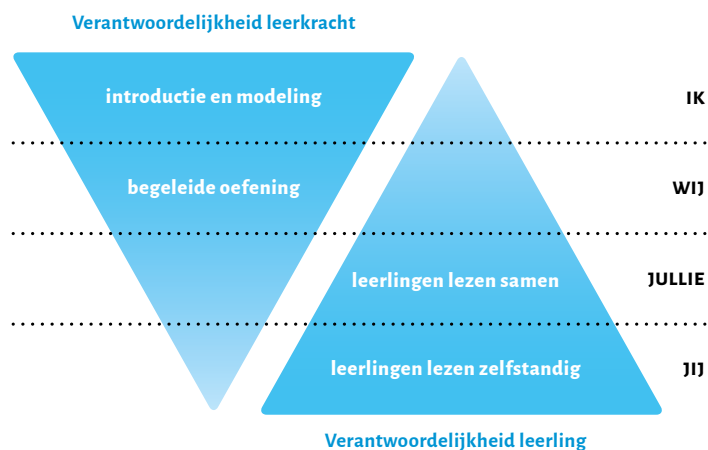 Verantwoordelijkheid leerkracht
introductie en modeling
IK
begeleide oefening
WIJ
leerlingen lezen samen
JULLIE
leerlingen lezen zelfstandig
JIJ
Verantwoordelijkheid leerling